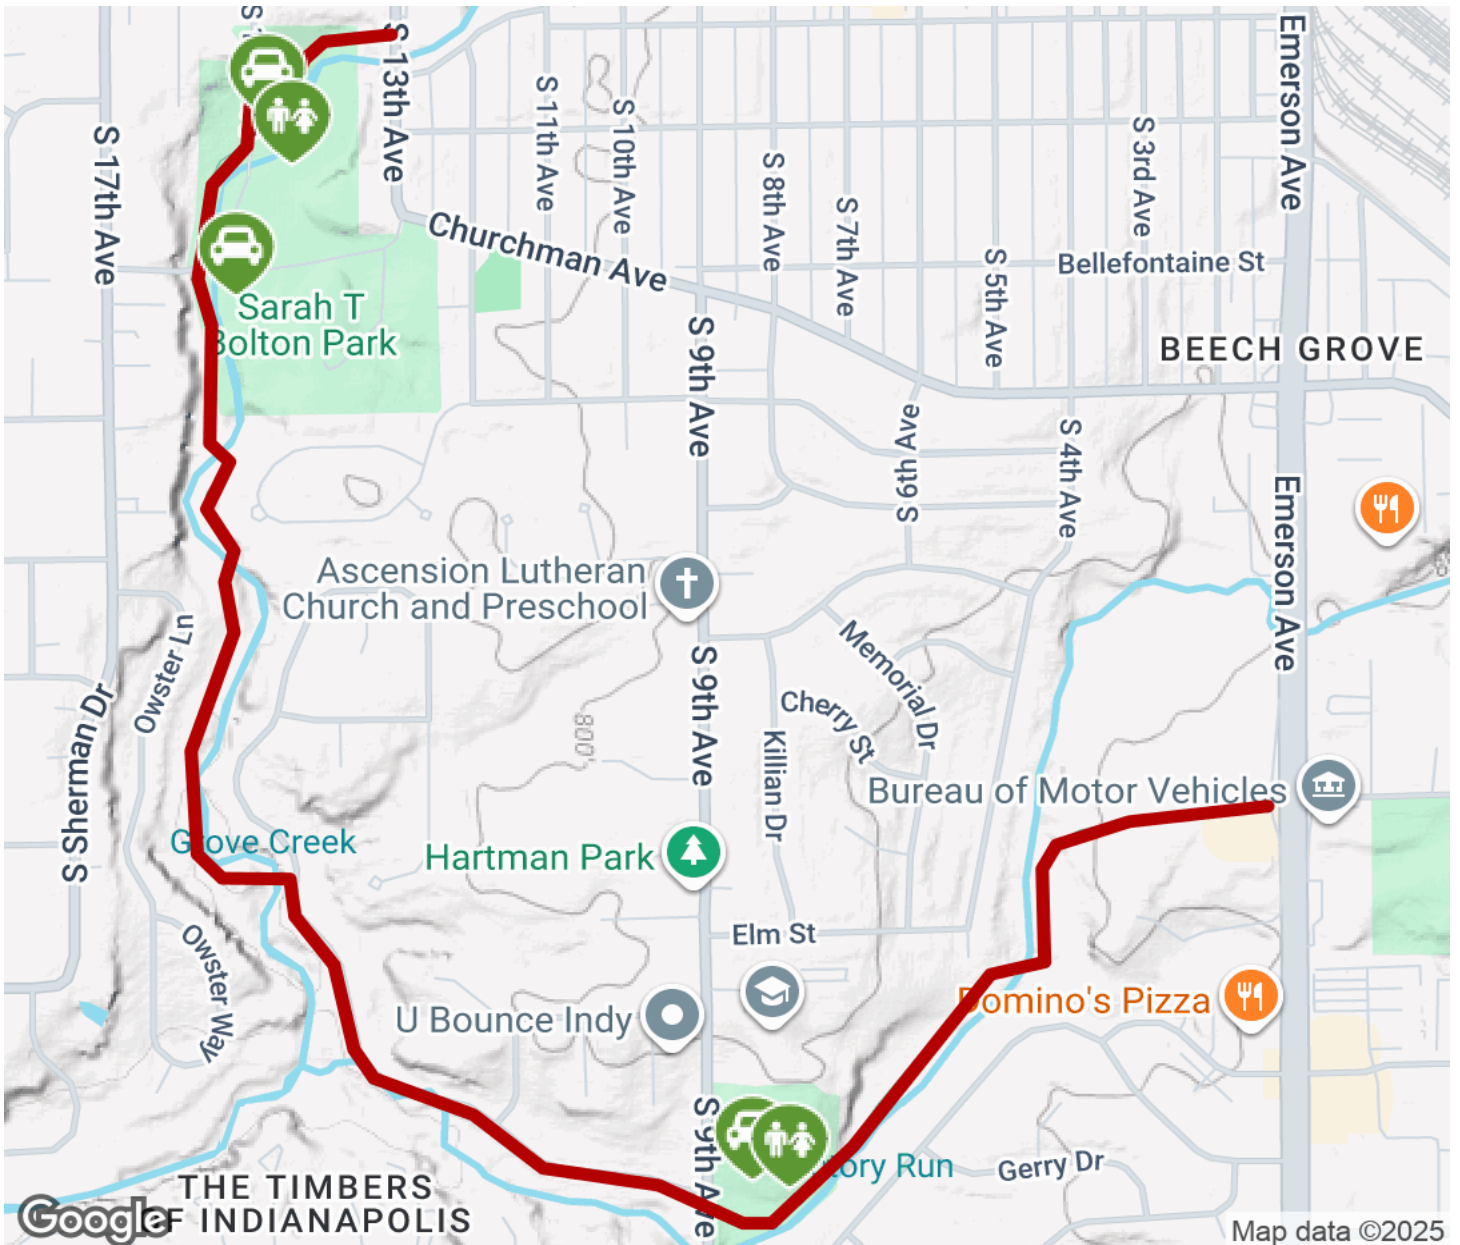 S 13th Ave
Emerson Ave
S 11th Ave
S 10th Ave
S 17th Ave
S 8th Ave
S 7th Ave
S 3rd Ave
Churchman Ave
S 5th Ave
Bellefontaine St
Sarah T
Bolton Park
S 9th Ave
BEECH GROVE
S 6th Ave
S 4th Ave
Emerson Ave
Ascension Lutheran
Church and Preschool
Owster Ln
S Sherman Dr
S 9th Ave
Memorial Dr
Cherry St
800'
Killian Dr
Bureau of Motor Vehicles
Grove Creek
Hartman Park
Elm St
Owster Way
U Bounce Indy
Domino's Pizza
S 9th Ave
tory Run
Gerry Dr
THE TIMBERS
OF INDIANAPOLIS
Google
Map data ©2025